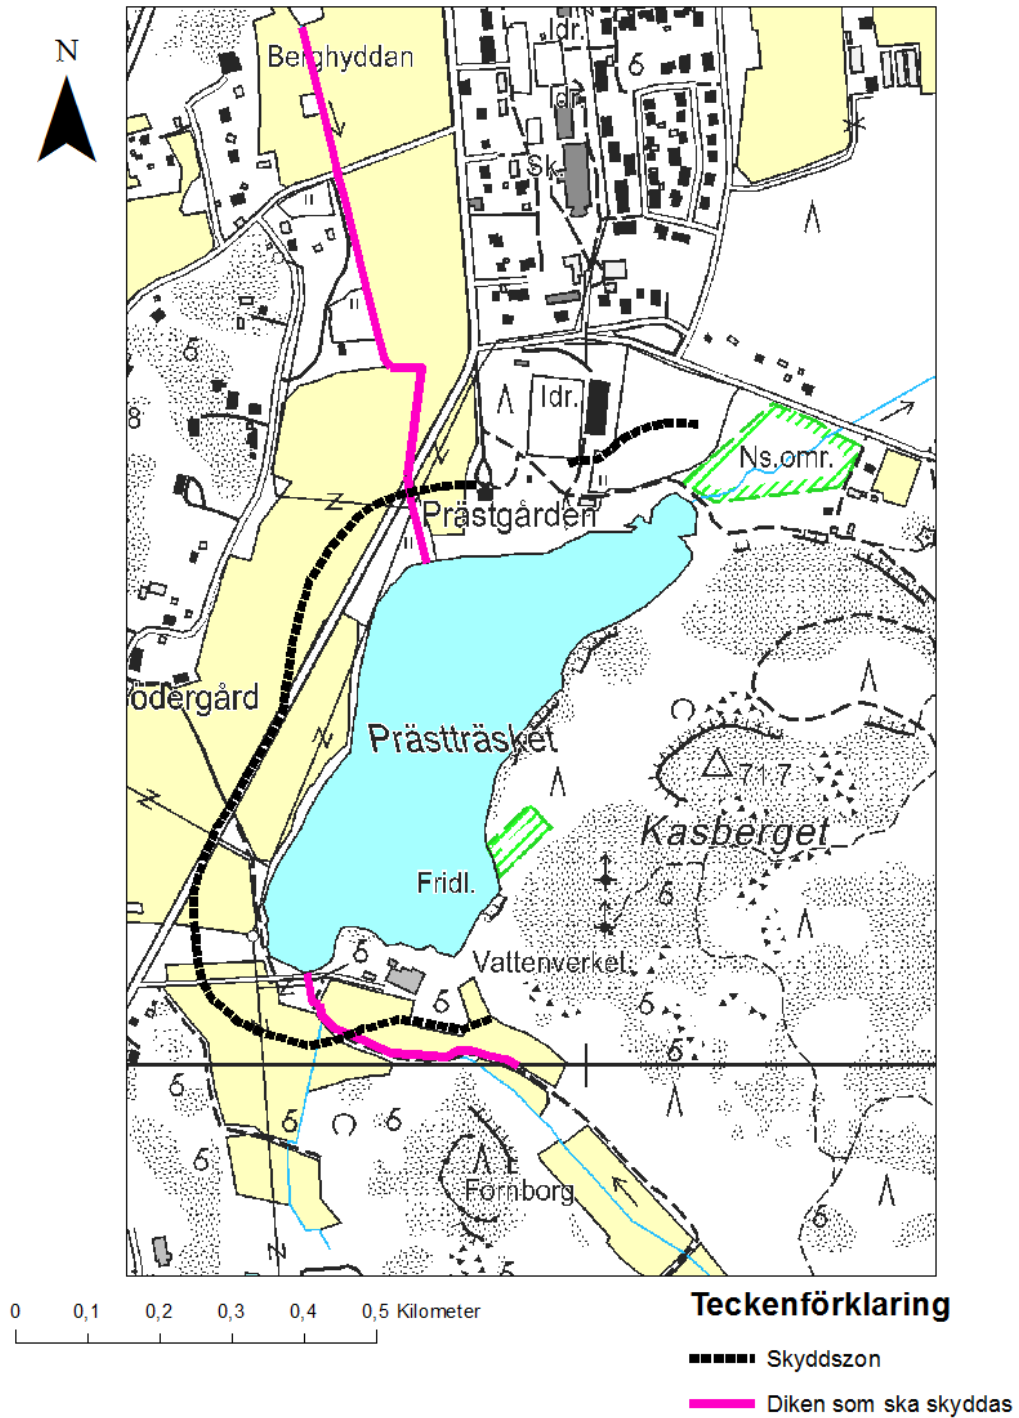 N
Idr.
Berghyddan
Idr.
Sk.
8
Idr.
Ns.omr.
Prästgården
ödergård
Prästträsket
71.7
Kasberget
Fridl.
Vattenverket
Fornborg
0 0,1 0,2 0,3 0,4 0,5 Kilometer
Teckenförklaring
Skyddszon
Diken som ska skyddas